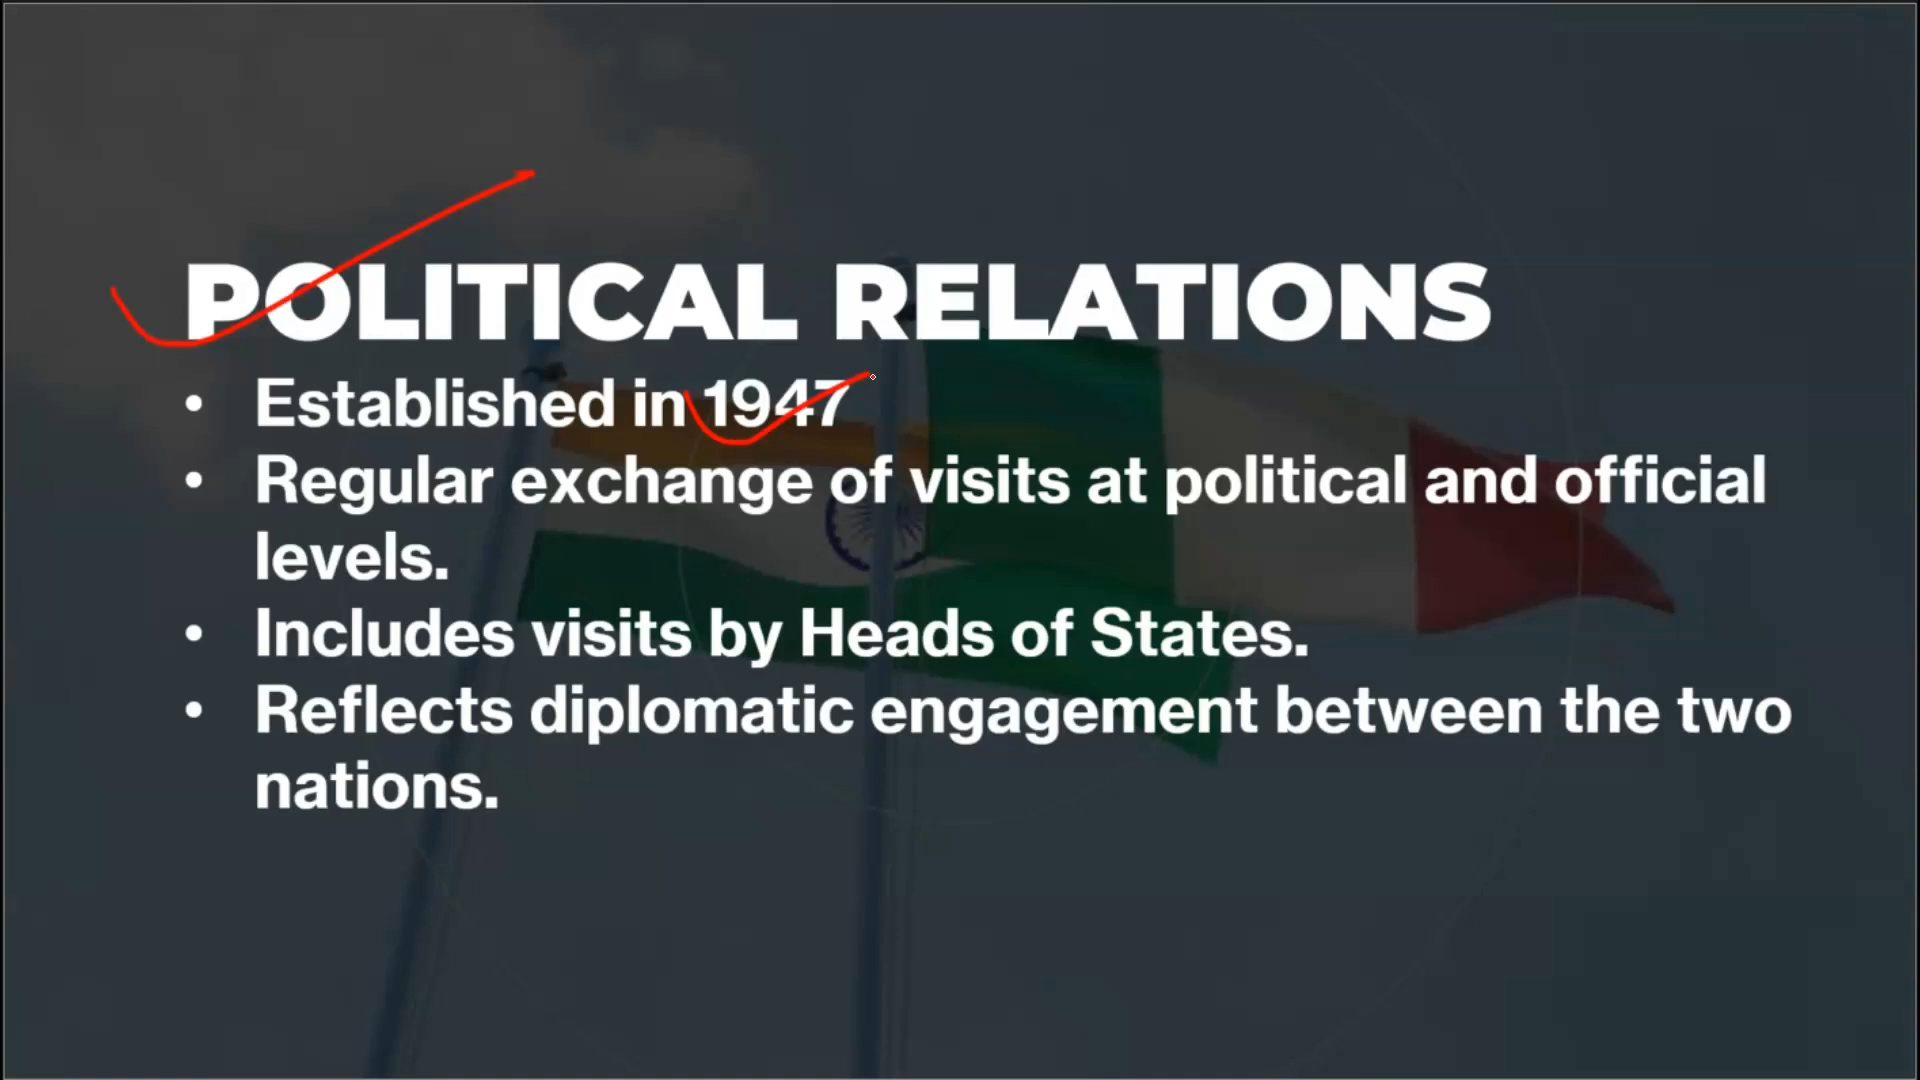 POLITICAL RELATIONS
• Established in 1947
• Regular exchange of visits at political and official
levels.
• Includes visits by Heads of States.
• Reflects diplomatic engagement between the two
nations.